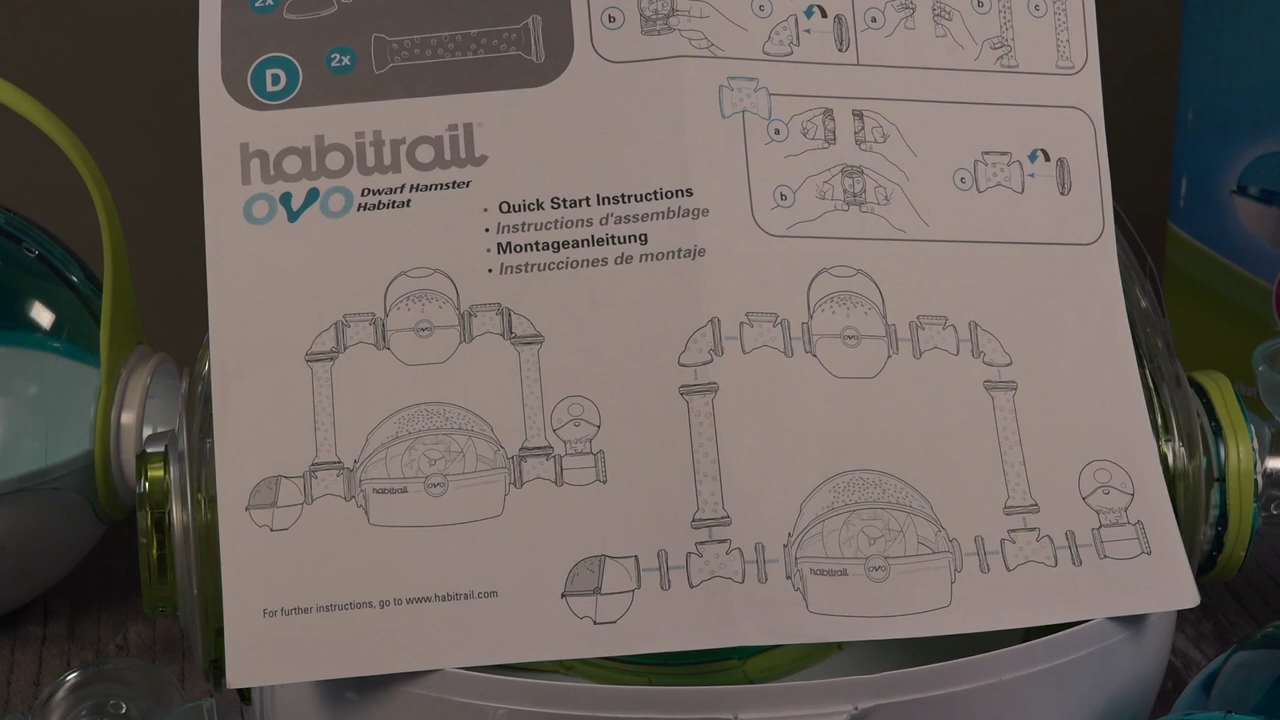 2x
D
2x
b
c
a
b
c
a
b
c
habitrail
OVO Dwarf Hamster
Habitat
• Quick Start Instructions
• Instructions d'assemblage
• Montageanleitung
• Instrucciones de montaje
OVO
OVO
habitrail OVO
habitrail OVO
For further instructions, go to www.habitrail.com